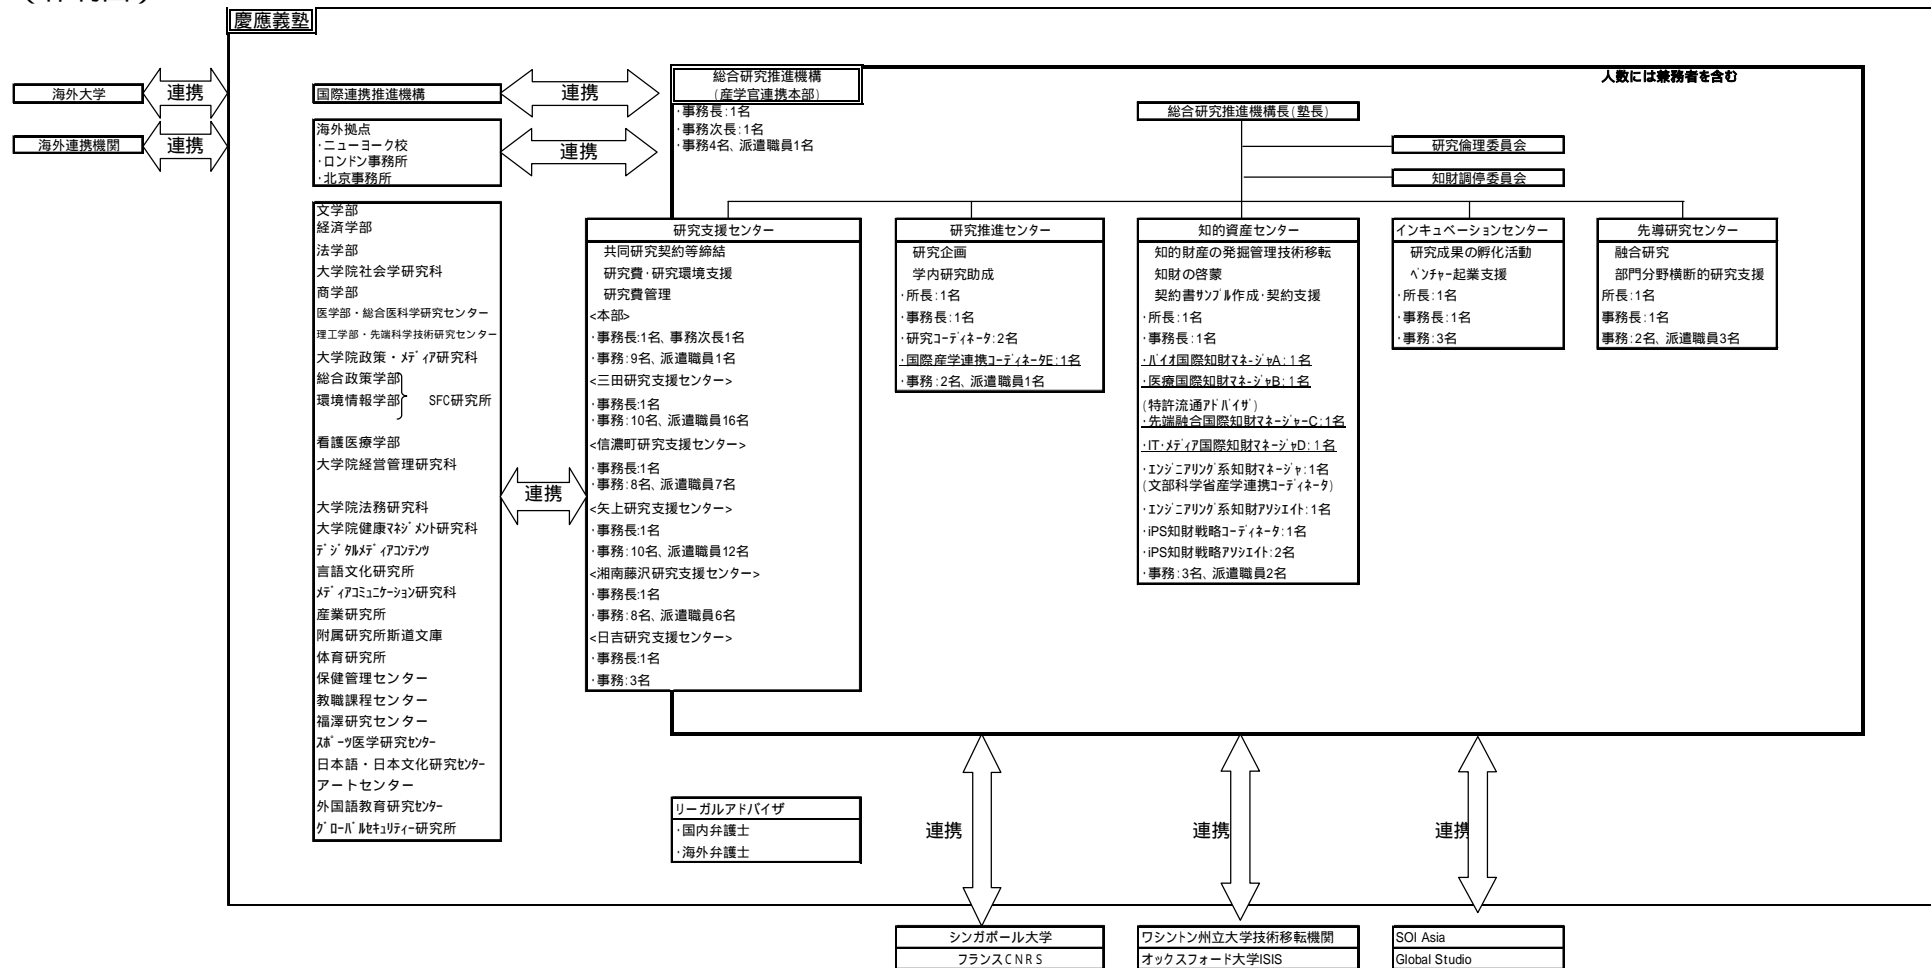 慶應義塾
人数には兼務者を含む
海外大学
連携
海外連携機関
連携
国際連携推進機構
連携
海外拠点
·ニューヨーク校
·ロンドン事務所
·北京事務所
連携
総合研究推進機構
(産学官連携本部)
·事務長:1名
·事務次長:1名
·事務4名、派遣職員1名
総合研究推進機構長(塾長)
研究倫理委員会
知財調停委員会
文学部
経済学部
法学部
大学院社会学研究科
商学部
医学部・総合医科学研究センター
理工学部・先端科学技術研究センター
大学院政策・メディア研究科
総合政策学部
環境情報学部
SFC研究所
看護医療学部
大学院経営管理研究科
大学院法務研究科
大学院健康マネジメント研究科
デジタルメディアコンテンツ
言語文化研究所
メディアコミュニケーション研究科
産業研究所
附属研究所斯道文庫
体育研究所
保健管理センター
教職課程センター
福澤研究センター
スポーツ医学研究センター
日本語・日本文化研究センター
アートセンター
外国語教育研究センター
グローバルセキュリティー研究所
連携
研究支援センター
共同研究契約等締結
研究費·研究環境支援
研究費管理
<本部>
·事務長:1名、事務次長1名
·事務:9名、派遣職員1名
<三田研究支援センター>
·事務長:1名
·事務:10名、派遣職員16名
<信濃町研究支援センター>
·事務長:1名
·事務:8名、派遣職員7名
<矢上研究支援センター>
·事務長:1名
·事務:10名、派遣職員12名
<湘南藤沢研究支援センター>
·事務長:1名
·事務:8名、派遣職員6名
<日吉研究支援センター>
·事務長:1名
·事務:3名
研究推進センター
研究企画
学内研究助成
·所長:1名
·事務長:1名
·研究コーディネータ:2名
·国際産学連携コーディネータE:1名
·事務:2名、派遣職員1名
知的資産センター
知的財産の発掘管理技術移転
知財の啓蒙
契約書サンプル作成·契約支援
·所長:1名
·事務長:1名
·バイオ国際知財マネージャA:1名
·医療国際知財マネージャB:1名
(特許流通アドバイザ)
·先端融合国際知財マネージャーC:1名
·IT·メディア国際知財マネージャD:1名
·エンジニアリング系知財マネージャ:1名
(文部科学省産学連携コーディネータ)
·エンジニアリング系知財アソシエイト:1名
·iPS知財戦略コーディネータ:1名
·iPS知財戦略アソシエイト:2名
·事務:3名、派遣職員2名
インキュベーションセンター
研究成果の孵化活動
ベンチャー起業支援
·所長:1名
·事務長:1名
·事務:3名
先導研究センター
融合研究
部門分野横断的研究支援
所長:1名
事務長:1名
事務:2名、派遣職員3名
リーガルアドバイザ
·国内弁護士
·海外弁護士
連携
連携
連携
シンガポール大学
フランスCNRS
ワシントン州立大学技術移転機関
オックスフォード大学ISIS
SOI Asia
Global Studio